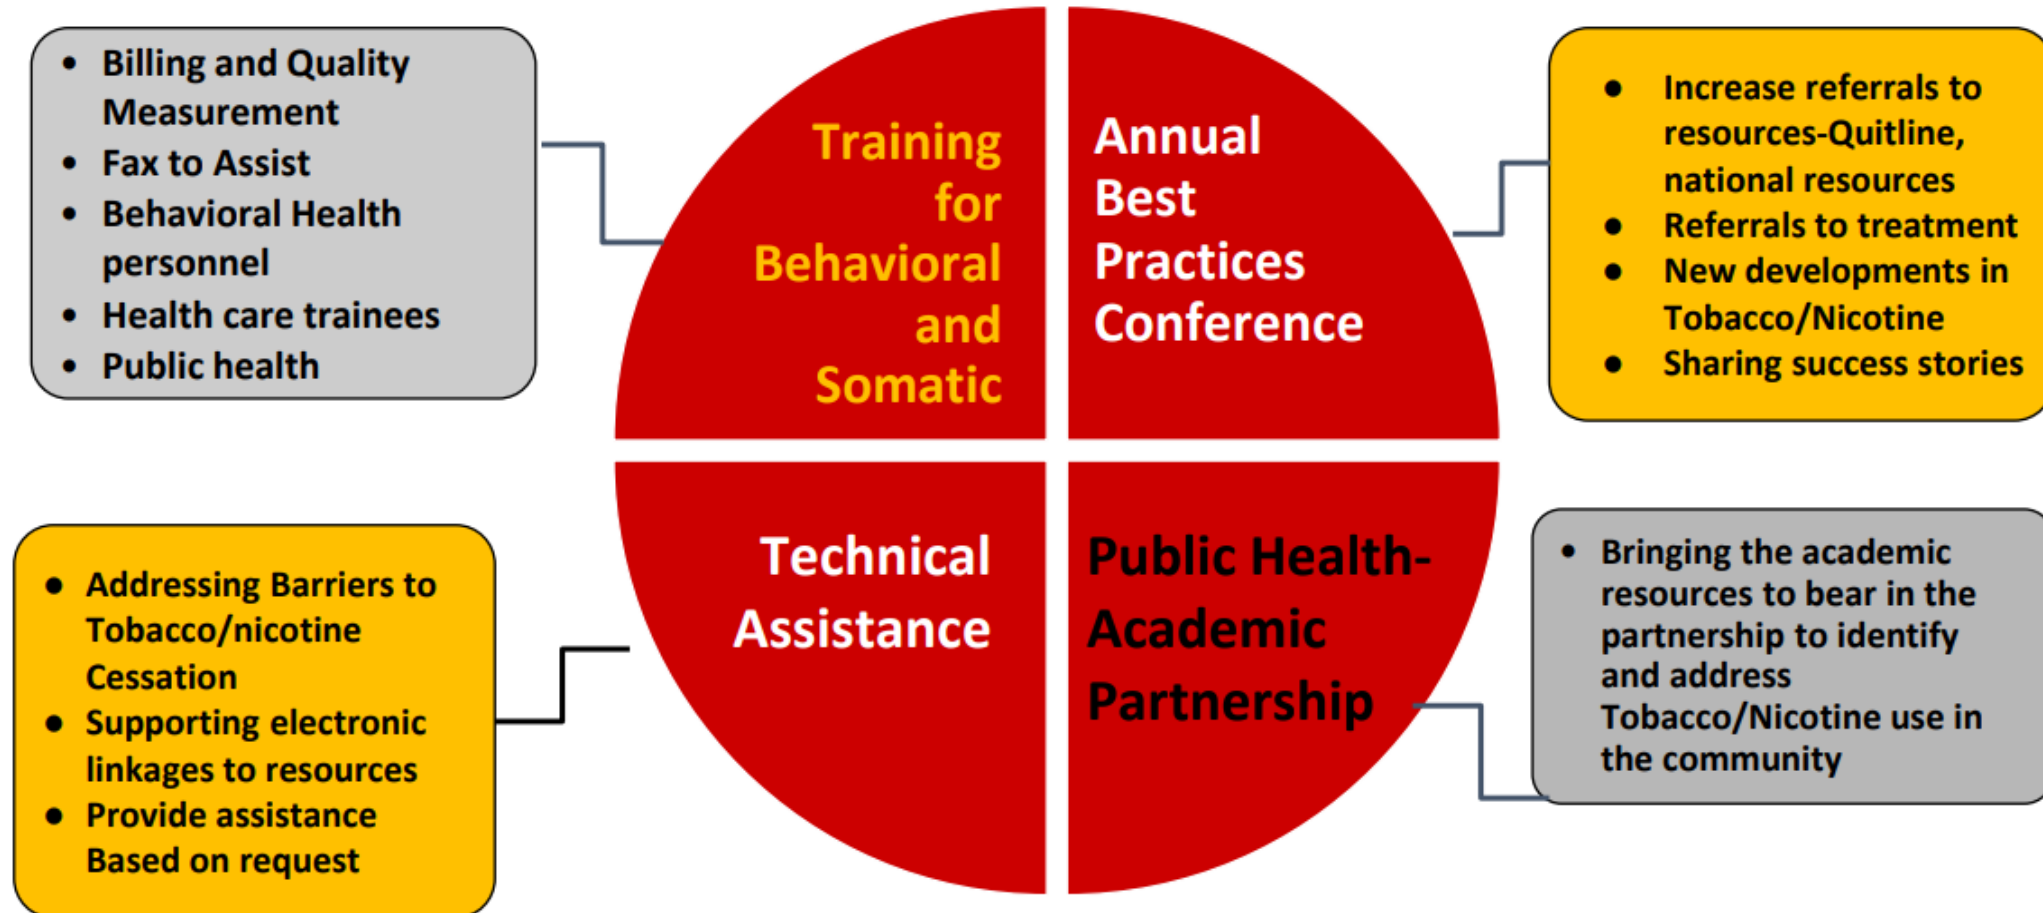 • Billing and Quality
Measurement
• Fax to Assist
• Behavioral Health
personnel
• Health care trainees
• Public health
Training
for
Behavioral
and
Somatic
Annual
Best
Practices
Conference
● Increase referrals to
resources-Quitline,
national resources
● Referrals to treatment
● New developments in
Tobacco/Nicotine
● Sharing success stories
● Addressing Barriers to
Tobacco/nicotine
Cessation
● Supporting electronic
linkages to resources
● Provide assistance
Based on request
Technical
Assistance
Public Health-
Academic
Partnership
• Bringing the academic
resources to bear in the
partnership to identify
and address
Tobacco/Nicotine use in
the community